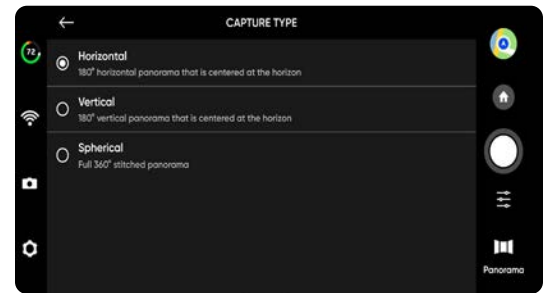 CAPTURE TYPE
72
Horizontal
180° horizontal panorama that is centered at the horizon
Vertical
180° vertical panorama that is centered at the horizon
Spherical
Full 360° stitched panorama
Panorama